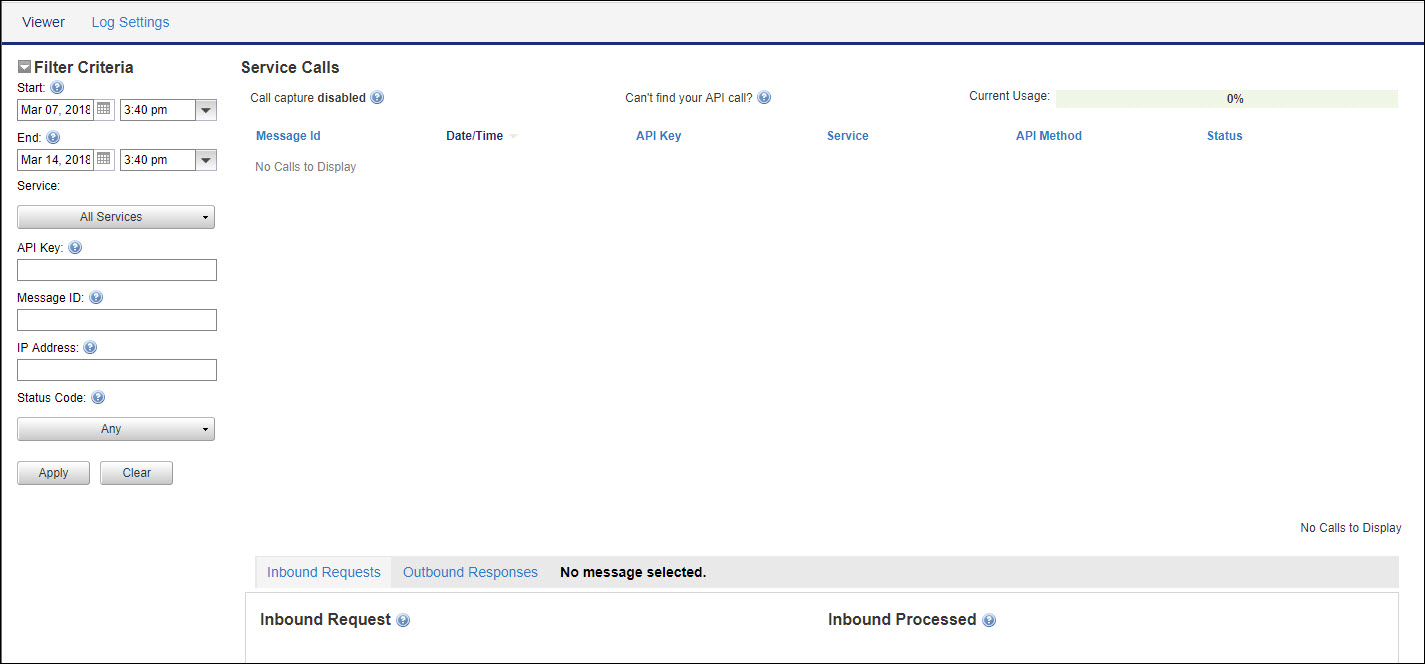 Viewer Log Settings
Filter Criteria
Start:
Mar 07, 2018 3:40 pm
End:
Mar 14, 2018 3:40 pm
Service:
All Services
API Key:
Message ID:
IP Address:
Status Code:
Any
Apply Clear
Service Calls
Call capture disabled Can't find your API call? Current Usage: 0%
Message Id Date/Time API Key Service API Method Status
No Calls to Display
No Calls to Display
Inbound Requests Outbound Responses No message selected.
Inbound Request Inbound Processed